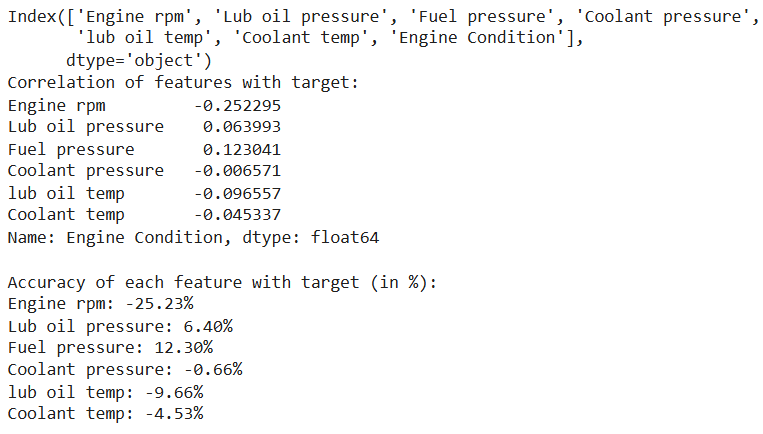 Index(['Engine rpm', 'Lub oil pressure', 'Fuel pressure', 'Coolant pressure',
       'lub oil temp', 'Coolant temp', 'Engine Condition'],
      dtype='object')
Correlation of features with target:
Engine rpm         -0.252295
Lub oil pressure    0.063993
Fuel pressure       0.123041
Coolant pressure   -0.006571
lub oil temp       -0.096557
Coolant temp       -0.045337
Name: Engine Condition, dtype: float64

Accuracy of each feature with target (in %):
Engine rpm: -25.23%
Lub oil pressure: 6.40%
Fuel pressure: 12.30%
Coolant pressure: -0.66%
lub oil temp: -9.66%
Coolant temp: -4.53%